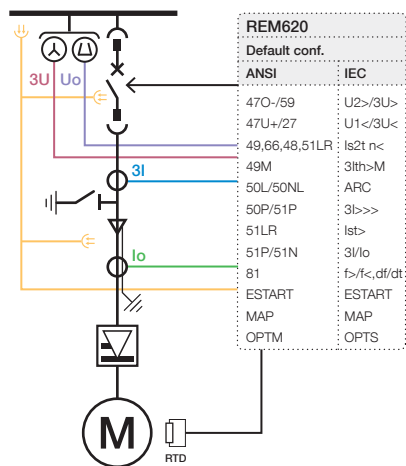 REM620
Default conf.
ANSI IEC
47O-/59 U2>/3U>
47U+/27 U1</3U<
49,66,48,51LR Is2t n<
49M 3Ith>M
50L/50NL ARC
50P/51P 3I>>>
51LR Ist>
51P/51N 3I/Io
81 f>/f<,df/dt
ESTART ESTART
MAP MAP
OPTM OPTS
3U Uo
3I
Io
M
RTD